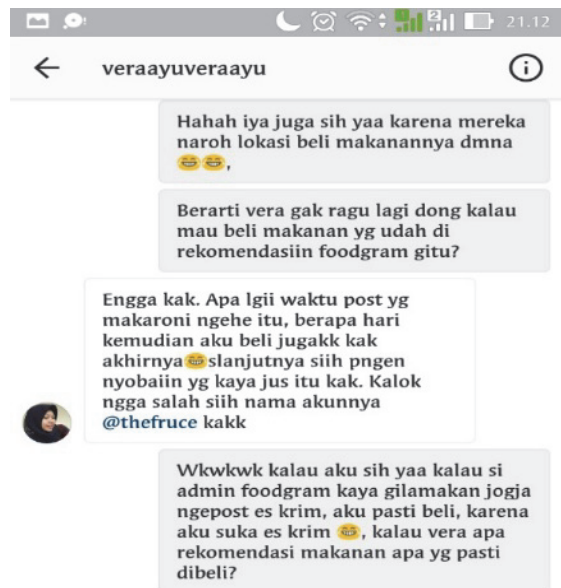 21.12
veraayuveraayu
Hahah iya juga sih yaa karena mereka
naroh lokasi beli makanannya dmna
😂😂,
Berarti vera gak ragu lagi dong kalau
mau beli makanan yg udah di
rekomendasiin foodgram gitu?
Engga kak. Apa lgii waktu post yg
makaroni ngehe itu, berapa hari
kemudian aku beli jugakk kak
akhirnya😂slanjutnya siih pngen
nyobaiin yg kaya jus itu kak. Kalok
ngga salah siih nama akunnya
@thefruce kakk
Wkwkwk kalau aku sih yaa kalau si
admin foodgram kaya gilamakan jogja
ngepost es krim, aku pasti beli, karena
aku suka es krim 😂, kalau vera apa
rekomendasi makanan apa yg pasti
dibeli?